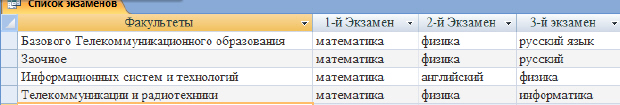 Список экзаменов
Факультеты 1-й Экзамен 2-й Экзамен 3-й экзамен
Базового Телекоммуникационного образования математика физика русский язык
Заочное математика физика русский
Информационных систем и технологий математика английский физика
Телекоммуникации и радиотехники математика физика информатика